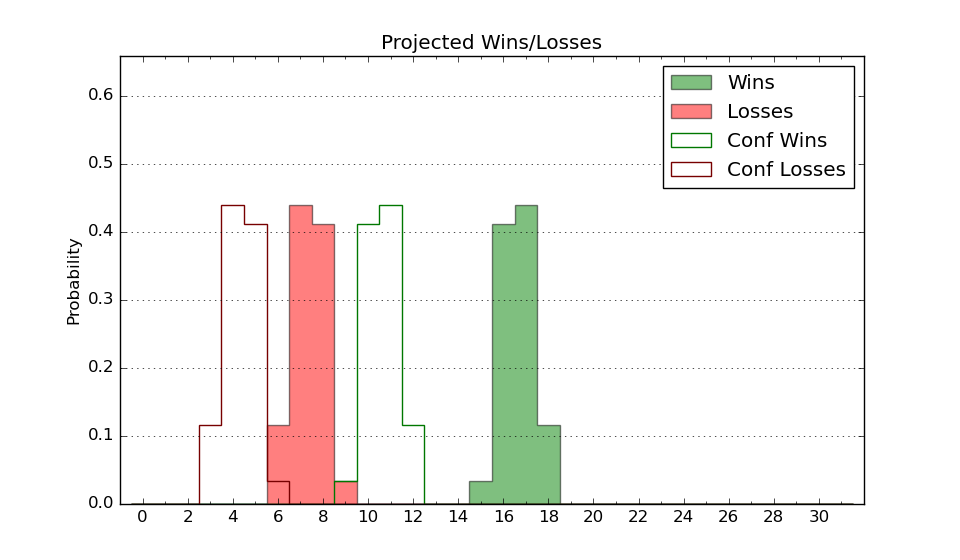 Projected Wins/Losses
Wins
Losses
Conf Wins
Conf Losses
Probability
0.6
0.5
0.4
0.3
0.2
0.1
0.0
0 2 4 6 8 10 12 14 16 18 20 22 24 26 28 30